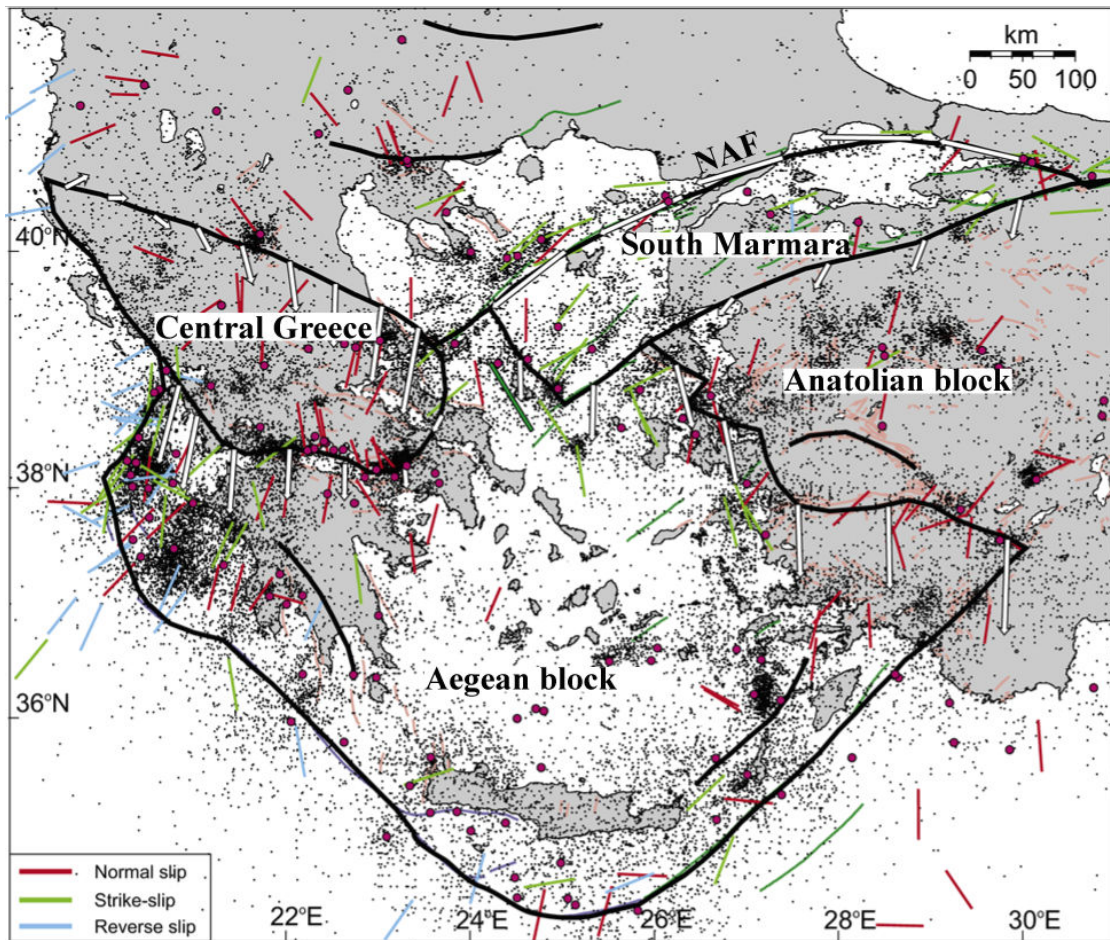 km
0 50 100
NAF
40°N
South Marmara
Central Greece
Anatolian block
38°N
Aegean block
36°N
Normal slip
Strike-slip
Reverse slip
22°E 24°E 26°E 28°E 30°E